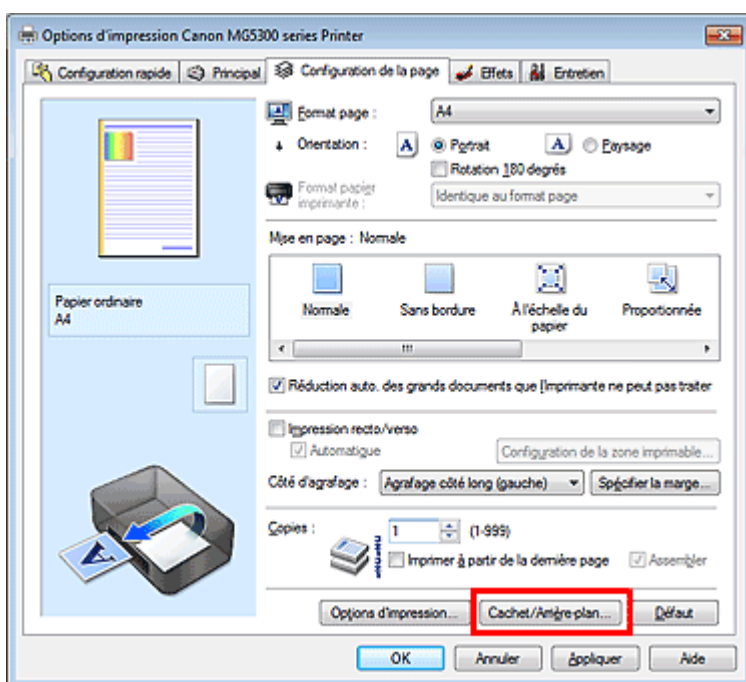 Options d'impression Canon MG5300 series Printer
Configuration rapide Principal Configuration de la page Effets Entretien
Format page : A4
Orientation : A Portrait A Paysage
Rotation 180 degrés
Format papier
imprimante : Identique au format page
Mise en page : Normale
Normale Sans bordure À l'échelle du
papier Proportionnée
Papier ordinaire
A4
Réduction auto. des grands documents que l'imprimante ne peut pas traiter
Impression recto/verso
Automatique Configuration de la zone imprimable...
Côté d'agrafage : Agrafage côté long (gauche) Spécifier la marge...
Copies : 1 (1-999)
Imprimer à partir de la dernière page Assembler
A
Options d'impression... Cachet/Arrière-plan... Défaut
OK Annuler Appliquer Aide